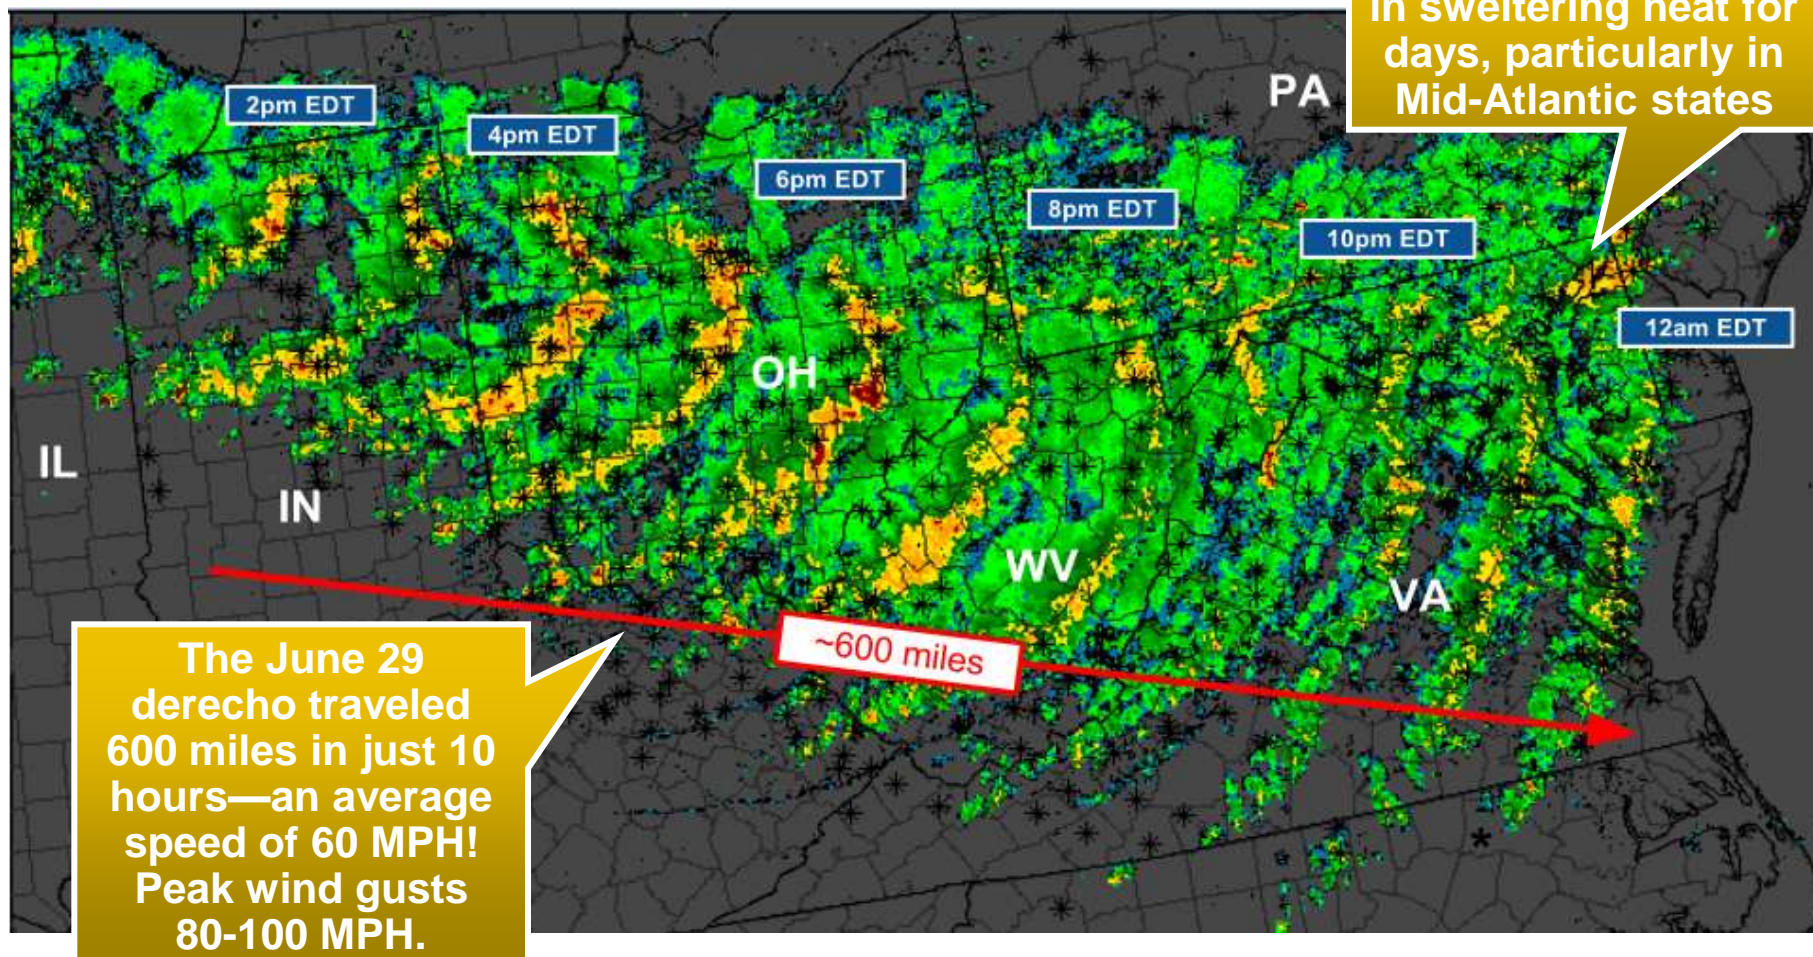 in sweltering heat for
days, particularly in
Mid-Atlantic states
PA
2pm EDT
4pm EDT
6pm EDT
8pm EDT
10pm EDT
12am EDT
OH
IL
IN
WV
VA
~600 miles
The June 29
derecho traveled
600 miles in just 10
hours—an average
speed of 60 MPH!
Peak wind gusts
80-100 MPH.